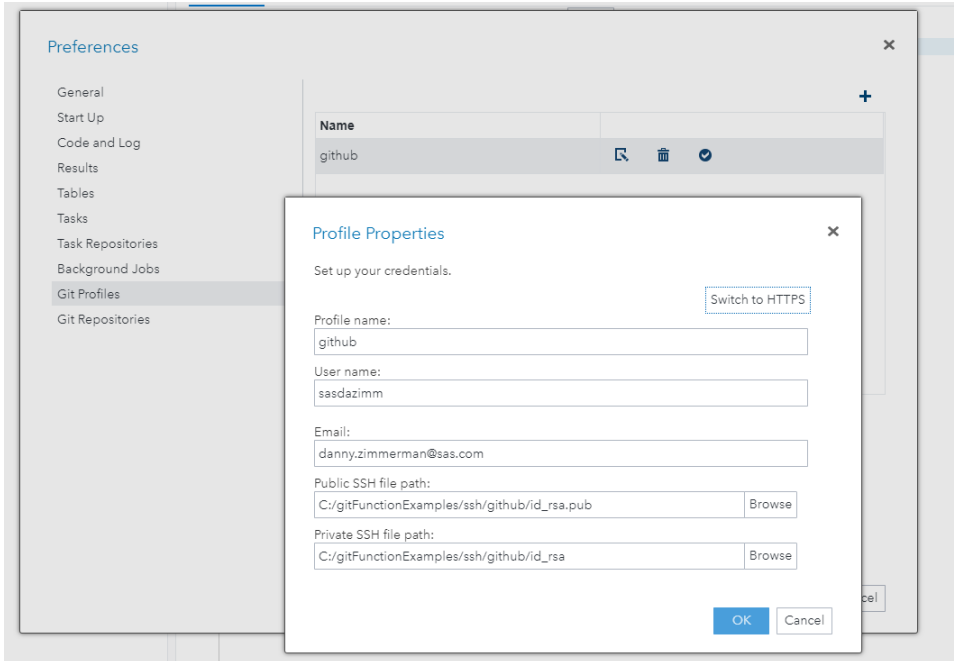 Preferences
General
Start Up
Code and Log
Results
Tables
Tasks
Task Repositories
Background Jobs
Git Profiles
Git Repositories
Name
github
Profile Properties
Set up your credentials.
Switch to HTTPS
Profile name:
github
User name:
sasdazimm
Email:
danny.zimmerman@sas.com
Public SSH file path:
C:/gitFunctionExamples/ssh/github/id_rsa.pub Browse
Private SSH file path:
C:/gitFunctionExamples/ssh/github/id_rsa Browse
OK Cancel
cel